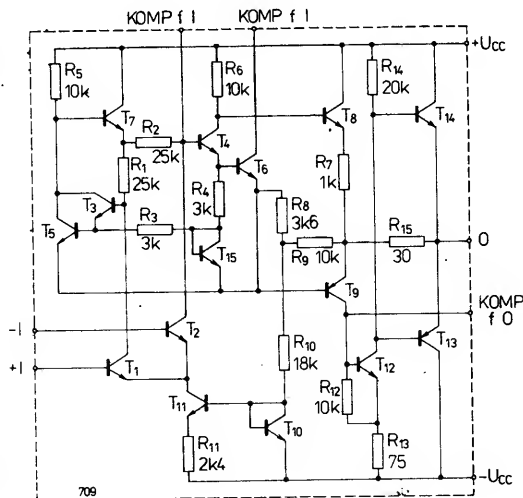 KOMP f I KOMP f I
+Ucc
R5
10k
R6
10k
R14
20k
T7
T8
T14
R2
25k
T4
R1
25k
T6
R7
1k
T3
R4
3k
R8
3k6
T5
R3
3k
R15
30
O
T15
R9 10k
T9
KOMP
f O
-I
T2
+I
T1
R10
18k
T12
T13
T11
R12
10k
T10
R11
2k4
R13
75
-Ucc
709